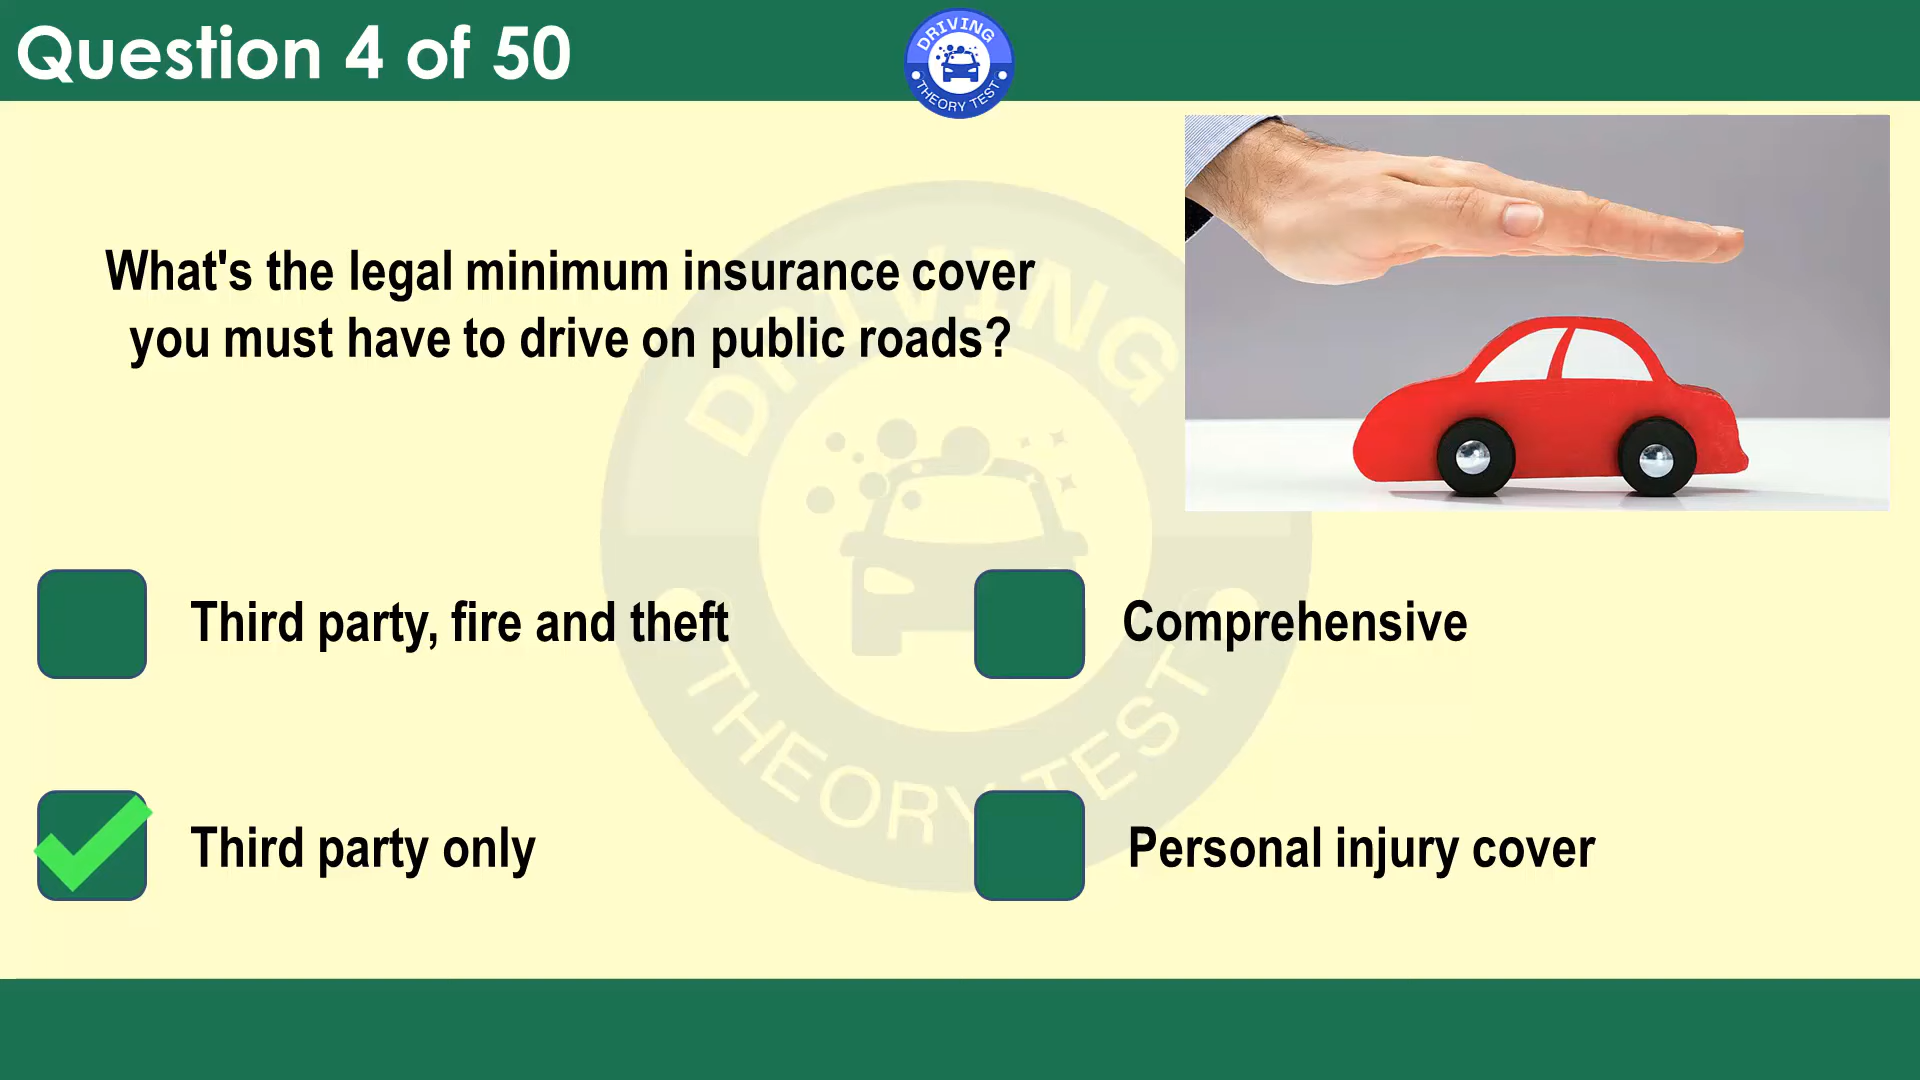 Question 4 of 50
DRIVING
THEORY TEST
What's the legal minimum insurance cover
you must have to drive on public roads?
DRIVING
THEORY TEST
Third party, fire and theft
Comprehensive
Third party only
Personal injury cover